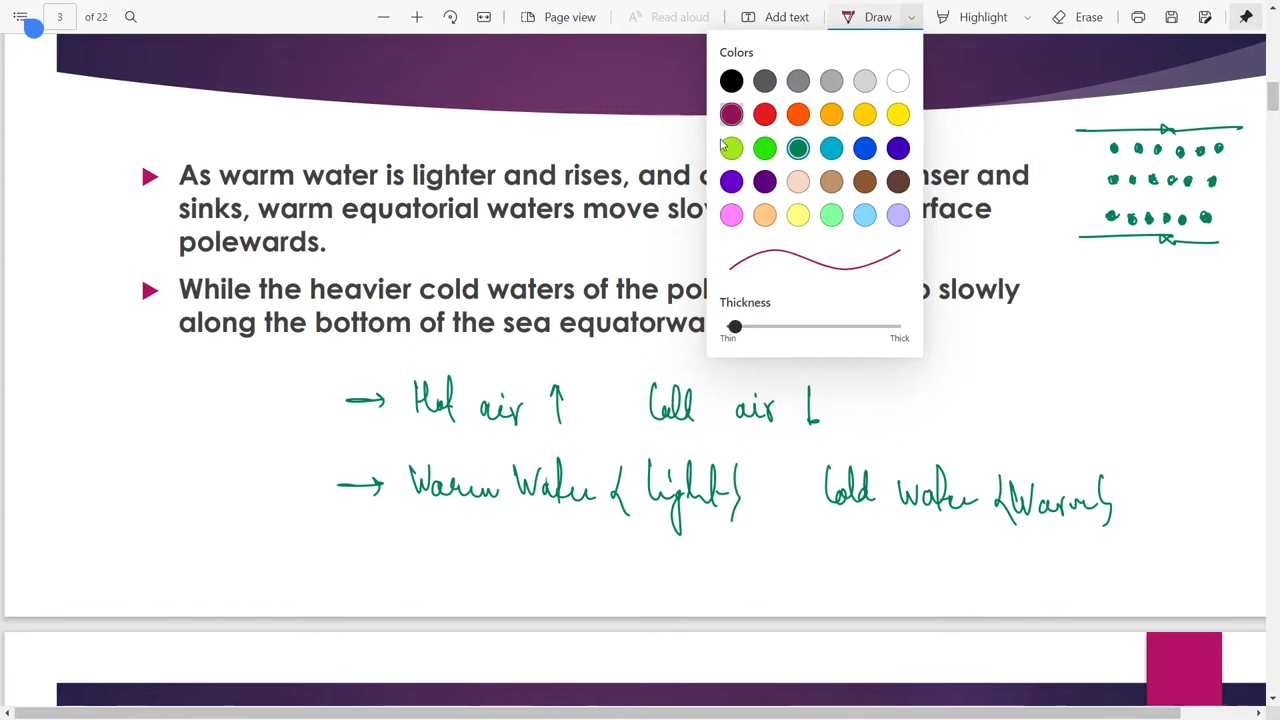 3 of 22 Page view Read aloud Add text Draw Highlight Erase
Colors
As warm water is lighter and rises, and c nser and
sinks, warm equatorial waters move slo rface
polewards.
While the heavier cold waters of the po o slowly
along the bottom of the sea equatorwa
Thickness
Thin Thick
Hot air ↑ Cold air
Warm Water { light } Cold water {Warm}